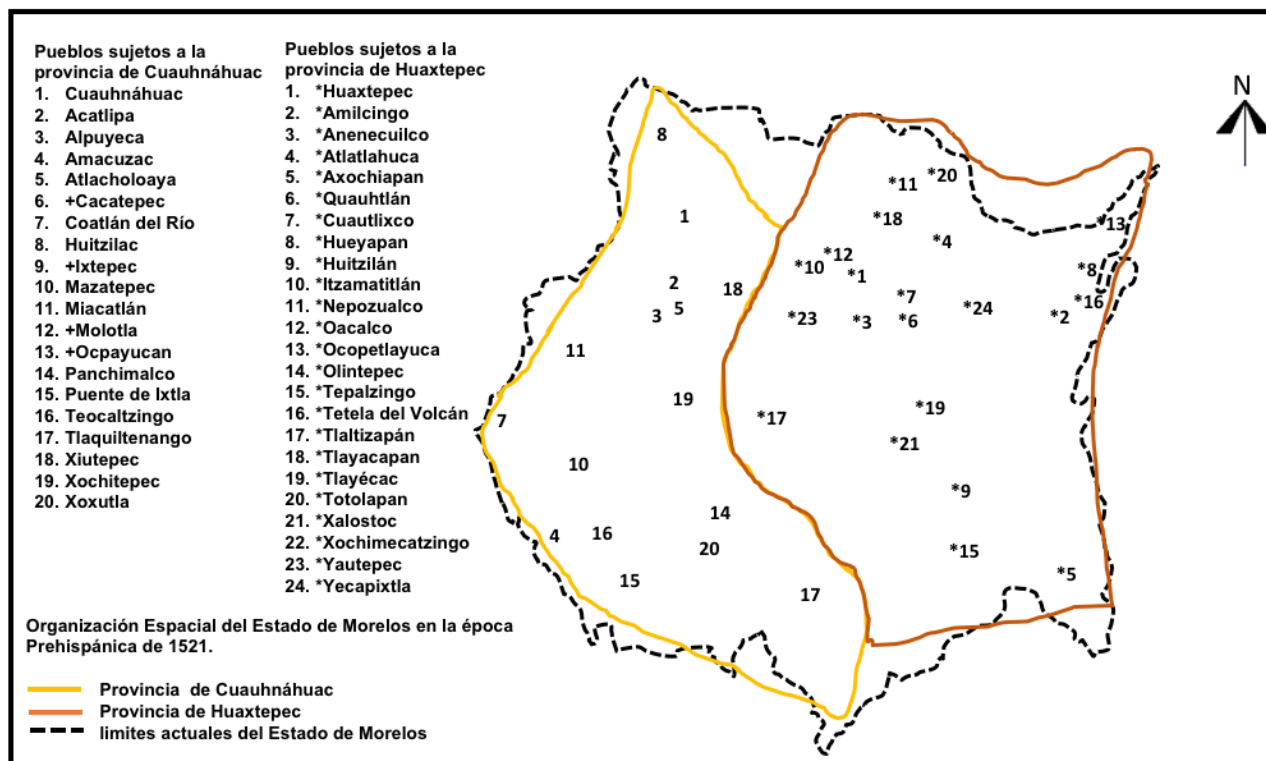 Pueblos sujetos a la
provincia de Cuauhnáhuac
1. Cuauhnáhuac
2. Acatlipa
3. Alpuyeca
4. Amacuzac
5. Atlacholoaya
6. +Cacatepec
7. Coatlán del Río
8. Huitzilac
9. +Ixtepec
10. Mazatepec
11. Miacatlán
12. +Molotla
13. +Ocpayucan
14. Panchimalco
15. Puente de Ixtla
16. Teocaltzingo
17. Tlaquiltenango
18. Xiutepec
19. Xochitepec
20. Xoxutla
Pueblos sujetos a la
provincia de Huaxtepec
1. *Huaxtepec
2. *Amilcingo
3. *Anenecuilco
4. *Atlatlahuca
5. *Axochiapan
6. *Quauhtlán
7. *Cuautlixco
8. *Hueyapan
9. *Huitzilán
10. *Itzamatitlán
11. *Nepozualco
12. *Oacalco
13. *Ocopetlayuca
14. *Olintepec
15. *Tepalzingo
16. *Tetela del Volcán
17. *Tlaltizapán
18. *Tlayacapan
19. *Tlayécac
20. *Totolapan
21. *Xalostoc
22. *Xochimecatzingo
23. *Yautepec
24. *Yecapixtla
N
8
*20
*11
1
*18
*13
*4
*12
*10
*1
*8
2
18
*7
*16
5
3
*23
*3
*6
*24
*2
11
19
*19
7
*17
*21
10
*9
14
4
16
20
*15
15
17
*5
Organización Espacial del Estado de Morelos en la época
Prehispánica de 1521.
Provincia de Cuauhnáhuac
Provincia de Huaxtepec
limites actuales del Estado de Morelos